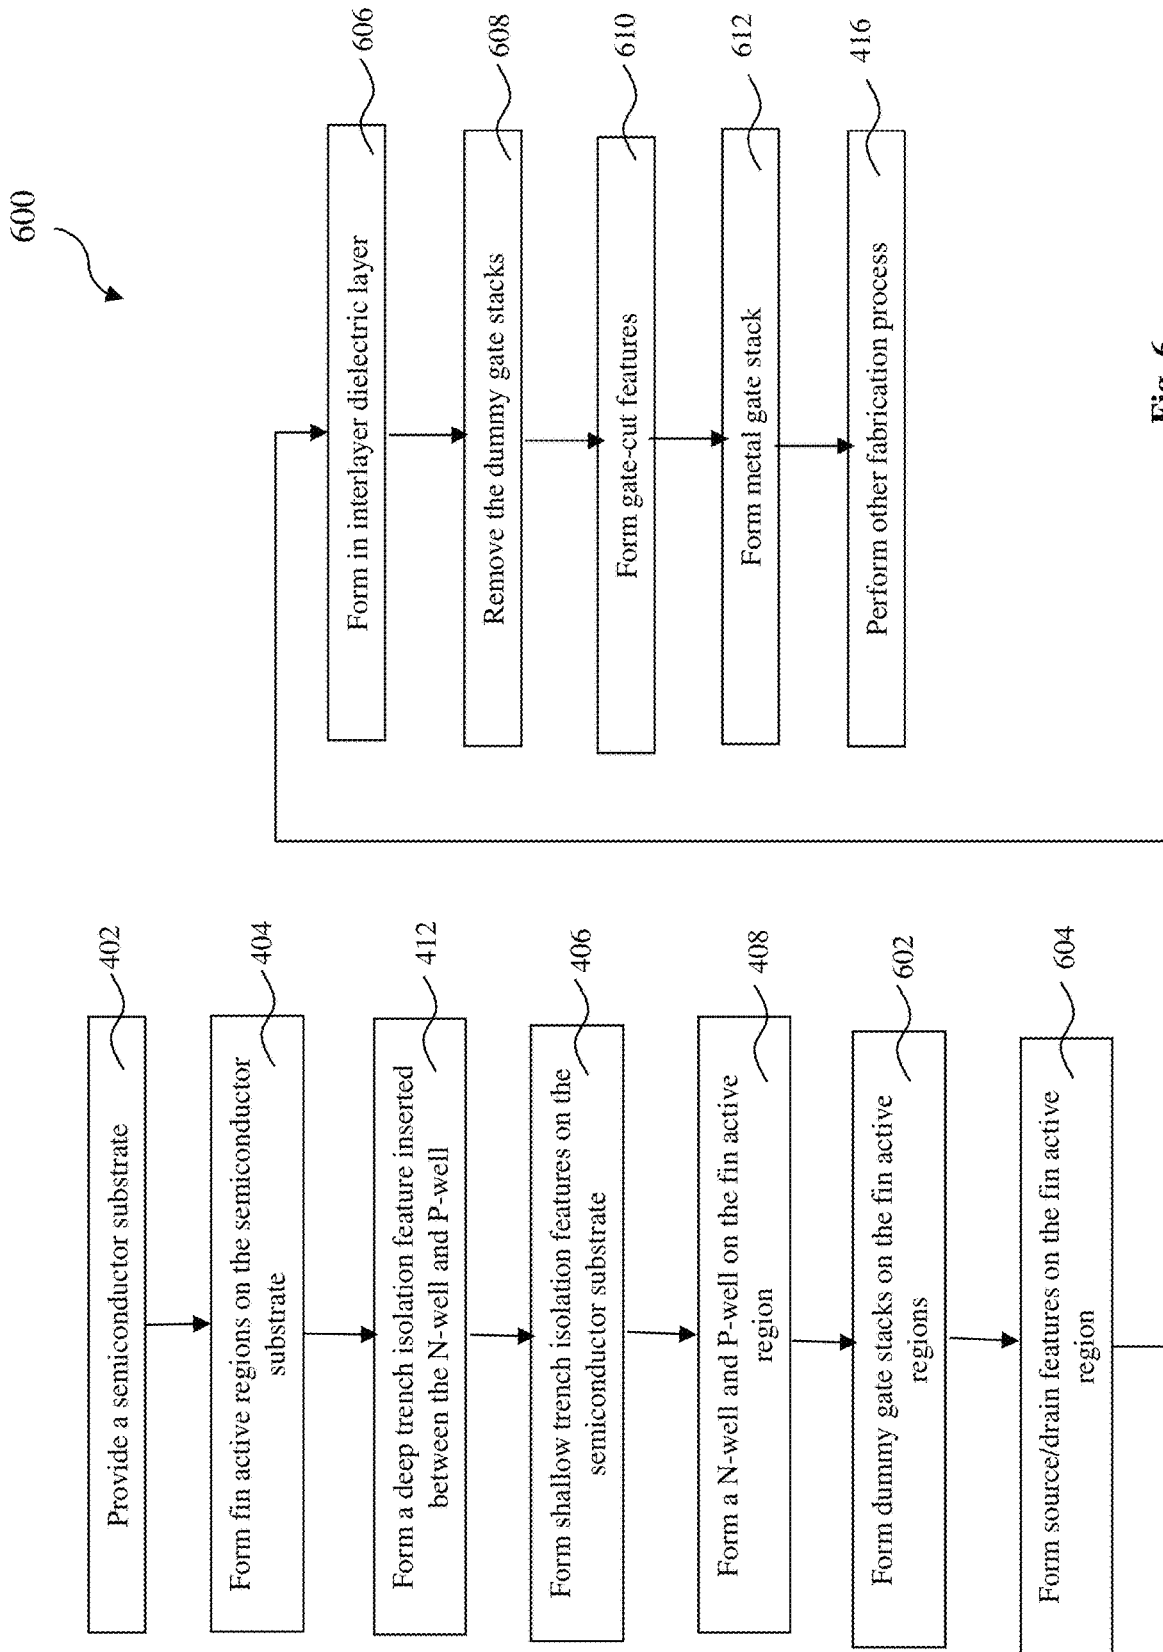 600
Provide a semiconductor substrate
402
Form fin active regions on the semiconductor
substrate
404
Form a deep trench isolation feature inserted
between the N-well and P-well
412
Form shallow trench isolation features on the
semiconductor substrate
406
Form a N-well and P-well on the fin active
region
408
Form dummy gate stacks on the fin active
regions
602
Form source/drain features on the fin active
region
604
Form in interlayer dielectric layer
606
Remove the dummy gate stacks
608
Form gate-cut features
610
Form metal gate stack
612
Perform other fabrication process
416
Fig. 6